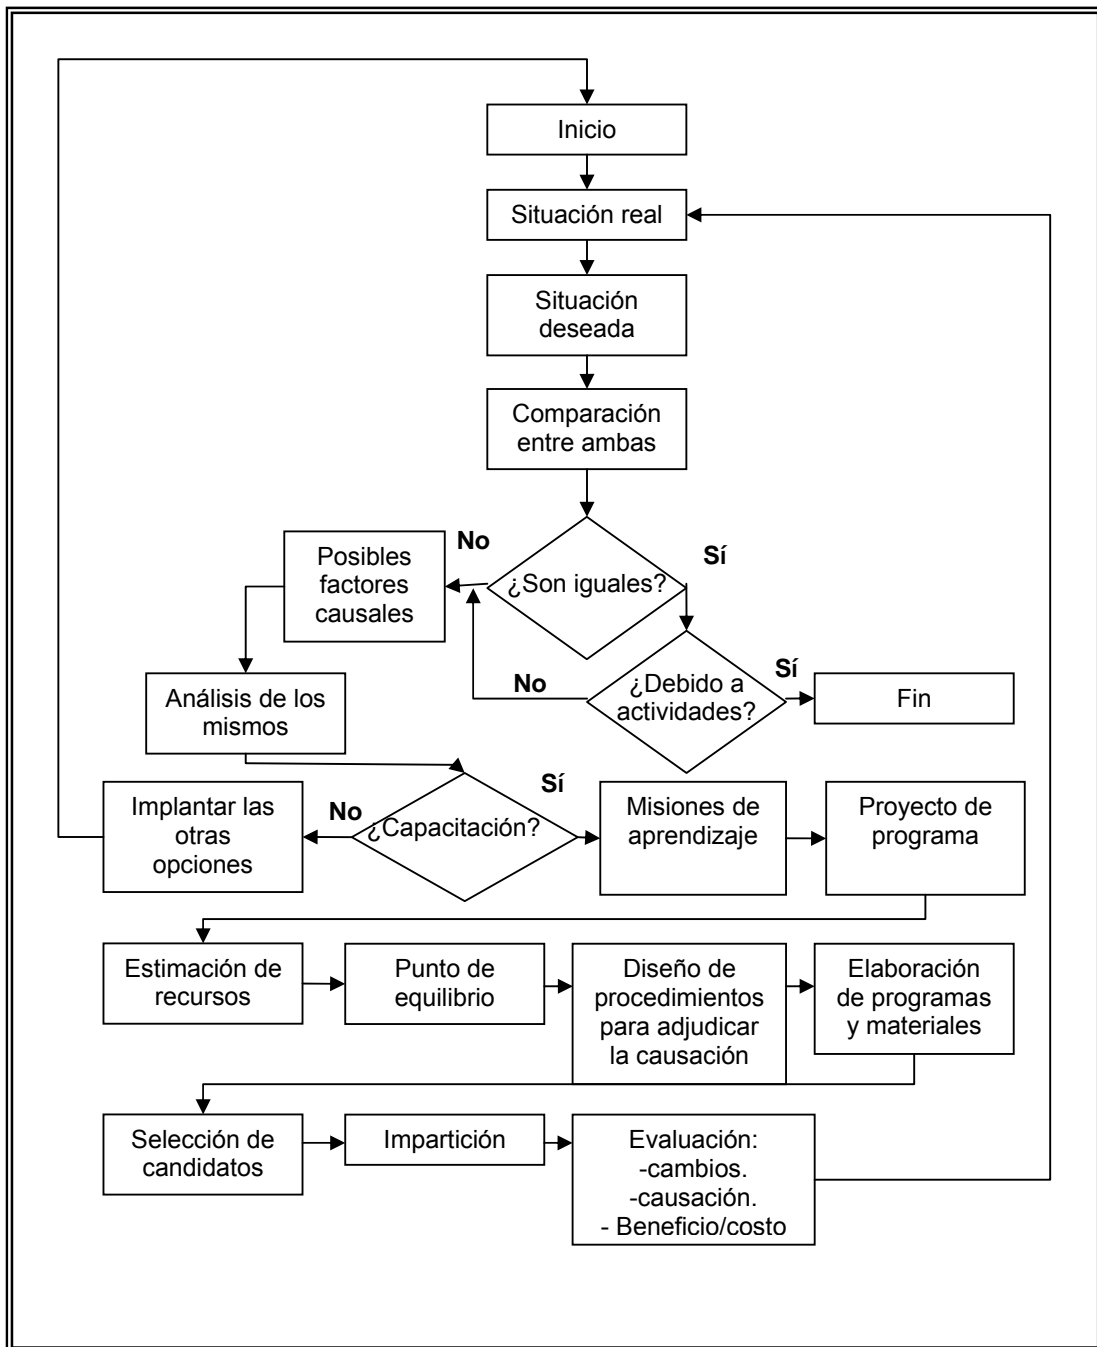 Inicio
Situación real
Situación
deseada
Comparación
entre ambas
¿Son iguales?
No
Sí
Posibles
factores
causales
¿Debido a
actividades?
No
Sí
Fin
Análisis de los
mismos
¿Capacitación?
No
Sí
Implantar las
otras
opciones
Misiones de
aprendizaje
Proyecto de
programa
Estimación de
recursos
Punto de
equilibrio
Diseño de
procedimientos
para adjudicar
la causación
Elaboración
de programas
y materiales
Selección de
candidatos
Impartición
Evaluación:
-cambios.
-causación.
- Beneficio/costo